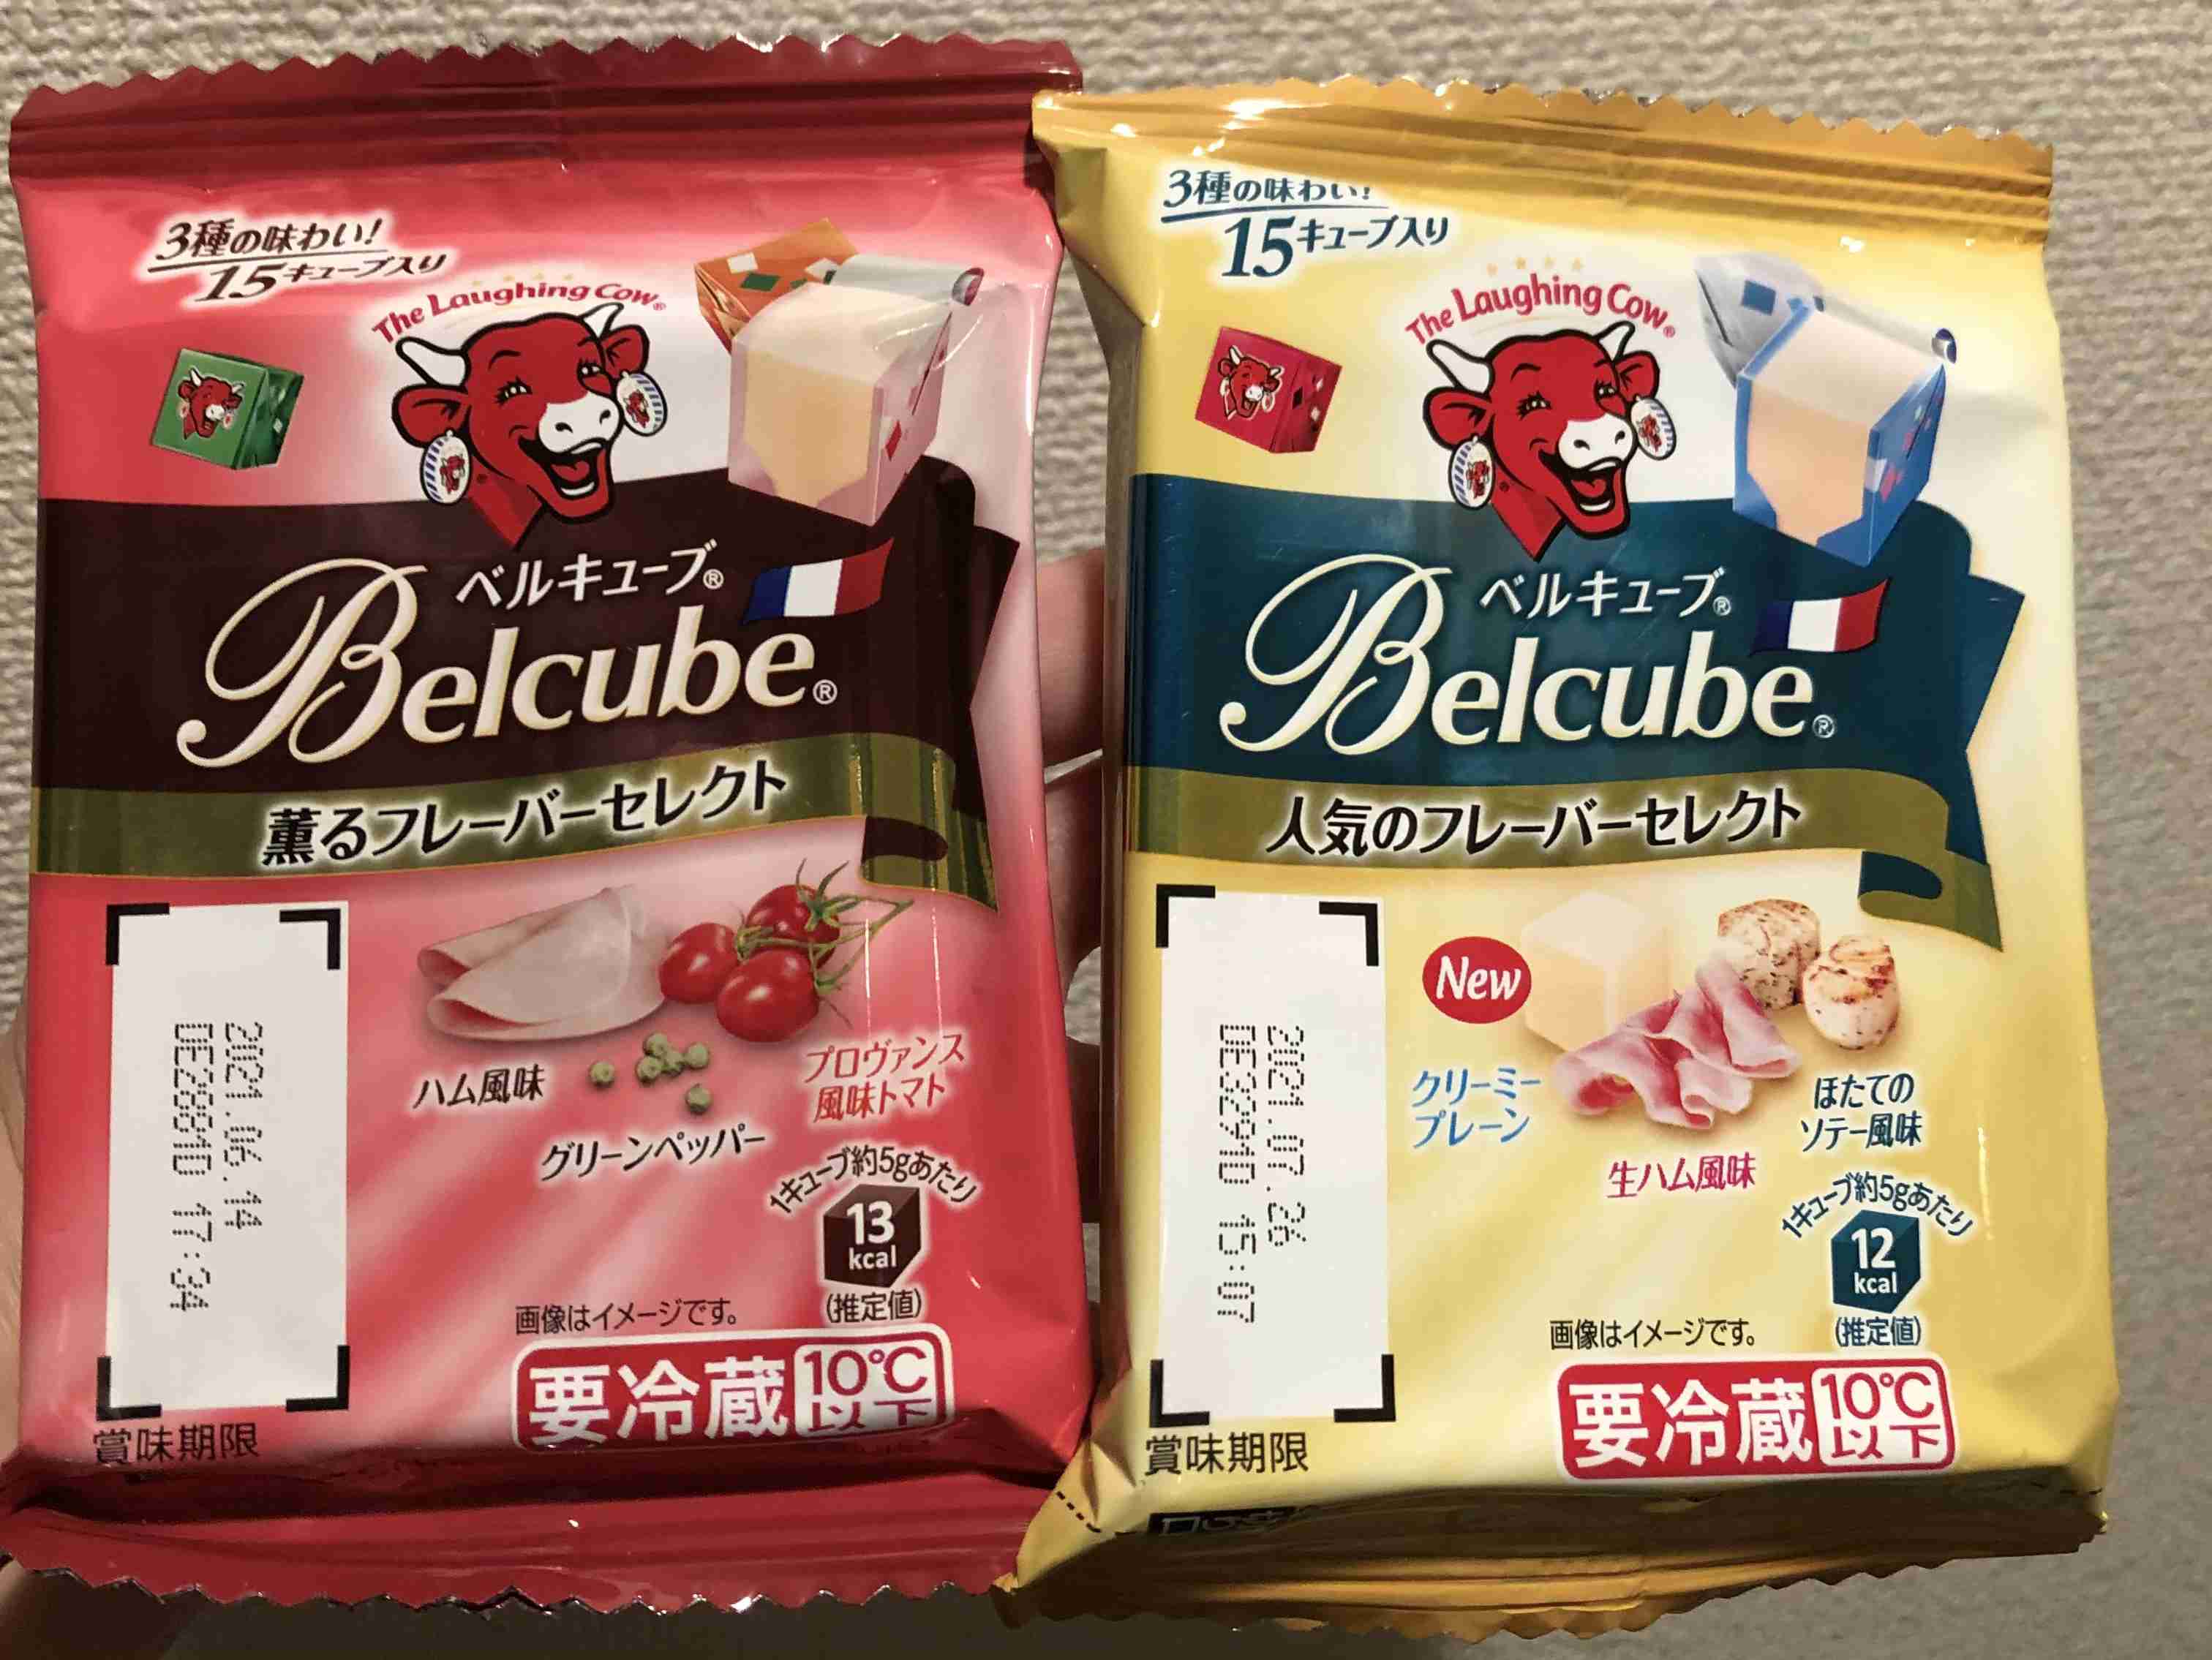 3種の味わい!
15キューブ入り
The Laughing Cow®
ベルキューブ®
Belcube®
薫るフレーバーセレクト
ハム風味
グリーンペッパー
プロヴァンス
風味トマト
1キューブ約5gあたり
13
kcal
(推定値)
画像はイメージです。
要冷蔵 10℃以下
2021.06.14
DE28810 17:34
賞味期限
3種の味わい!
15キューブ入り
The Laughing Cow®
ベルキューブ®
Belcube®
人気のフレーバーセレクト
New
クリーミー
プレーン
生ハム風味
ほたての
ソテー風味
1キューブ約5gあたり
12
kcal
(推定値)
画像はイメージです。
要冷蔵 10℃以下
2021.07.26
DE32910 15:07
賞味期限